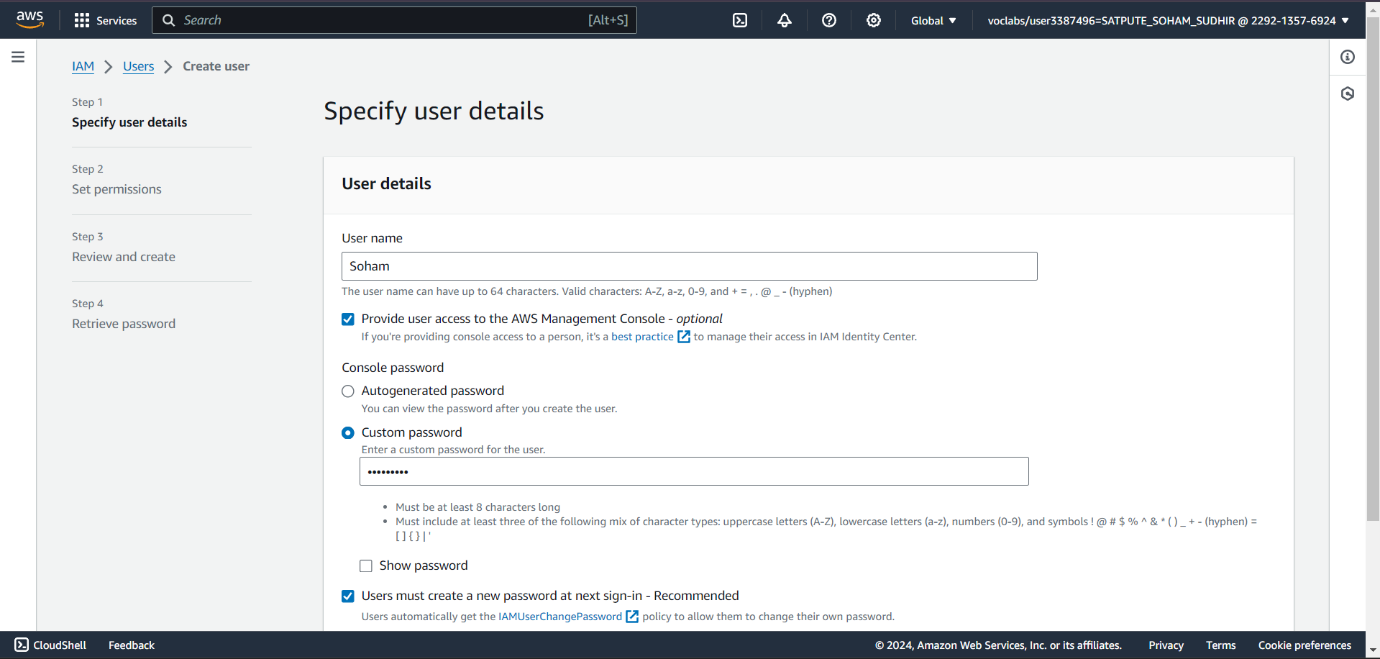 aws Services Search [Alt+S] Global voclabs/user3387496=SATPUTE_SOHAM_SUDHIR @ 2292-1357-6924
IAM Users Create user
Step 1
Specify user details
Step 2
Set permissions
Step 3
Review and create
Step 4
Retrieve password
Specify user details
User details
User name
Soham
The user name can have up to 64 characters. Valid characters: A-Z, a-z, 0-9, and + = , . @ _ - (hyphen)
Provide user access to the AWS Management Console - optional
If you're providing console access to a person, it's a best practice to manage their access in IAM Identity Center.
Console password
Autogenerated password
You can view the password after you create the user.
Custom password
Enter a custom password for the user.
•••••••••
• Must be at least 8 characters long
• Must include at least three of the following mix of character types: uppercase letters (A-Z), lowercase letters (a-z), numbers (0-9), and symbols ! @ # $ % ^ & * ( ) _ + - (hyphen) =
[ ] { } | '
Show password
Users must create a new password at next sign-in - Recommended
Users automatically get the IAMUserChangePassword policy to allow them to change their own password.
CloudShell Feedback © 2024, Amazon Web Services, Inc. or its affiliates. Privacy Terms Cookie preferences